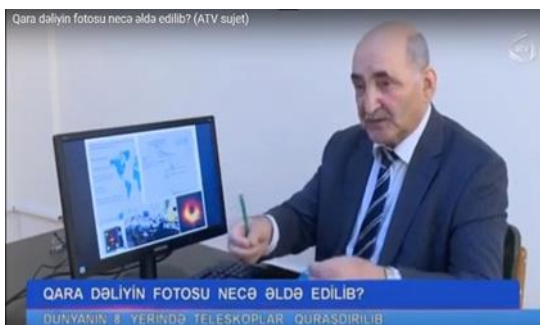 Qara dəliyin fotosu necə əldə edilib? (ATV sujet)
atv
QARA DƏLİYİN FOTOSU NECƏ ƏLDƏ EDİLİB?
DÜNYANIN 8 YERİNDƏ TELESKOPLAR QURAŞDIRILIB